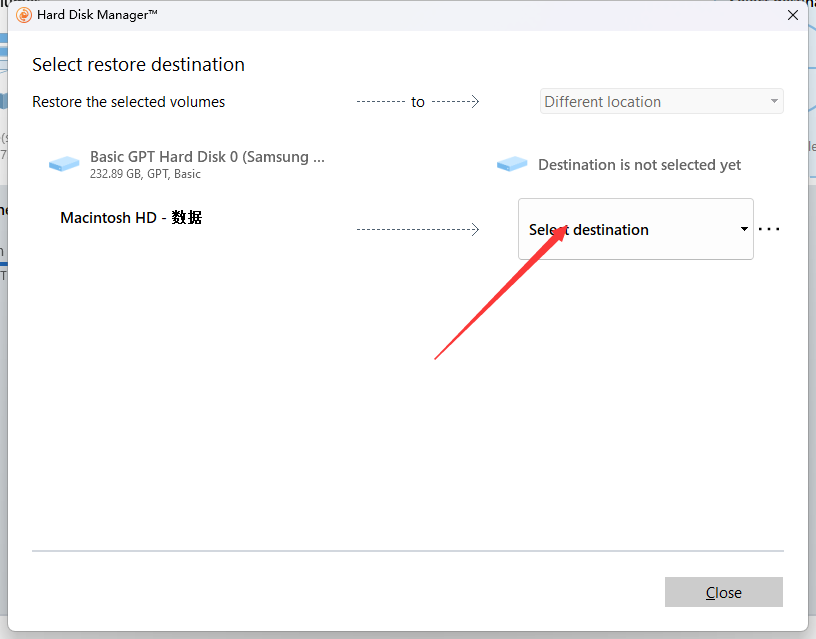 Hard Disk Manager™
Select restore destination
Restore the selected volumes
to
Different location
Basic GPT Hard Disk 0 (Samsung ...
232.89 GB, GPT, Basic
Destination is not selected yet
Macintosh HD - 数据
Select destination
...
Close